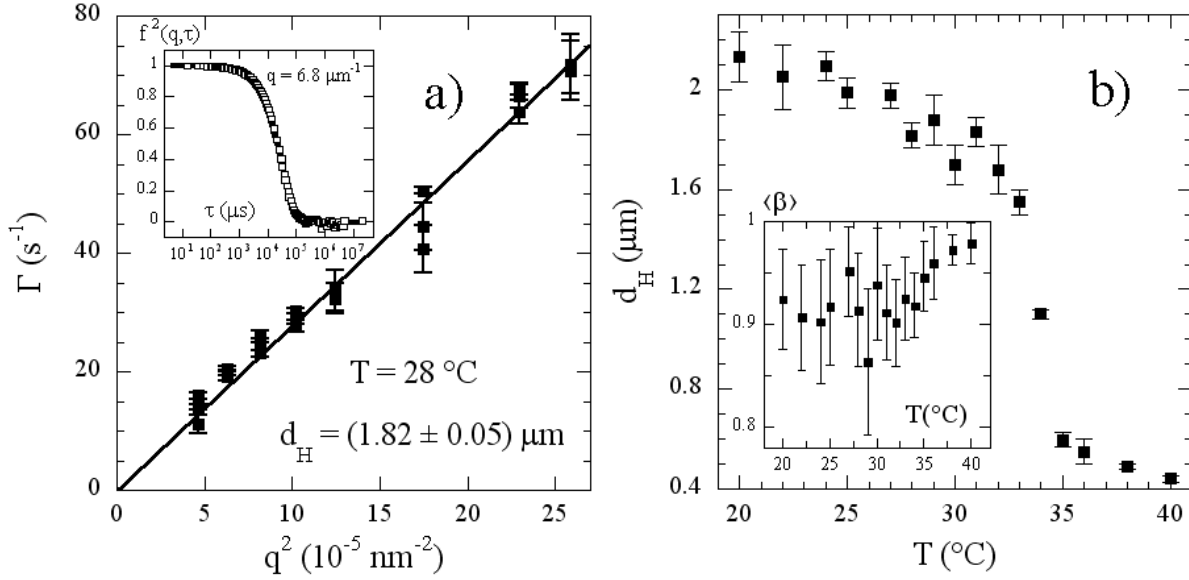 80
60
40
20
0
Γ (s⁻¹)
f²(q,τ)
1
0.8
0.6
0.4
0.2
0
q = 6.8 μm⁻¹
τ (μs)
10¹ 10² 10³ 10⁴ 10⁵ 10⁶ 10⁷
a)
T = 28 °C
d_H = (1.82 ± 0.05) μm
0 5 10 15 20 25
q² (10⁻⁵ nm⁻²)
b)
2
1.6
1.2
0.8
0.4
d_H (μm)
⟨β⟩
1
0.9
0.8
T(°C)
20 25 30 35 40
20 25 30 35 40
T (°C)